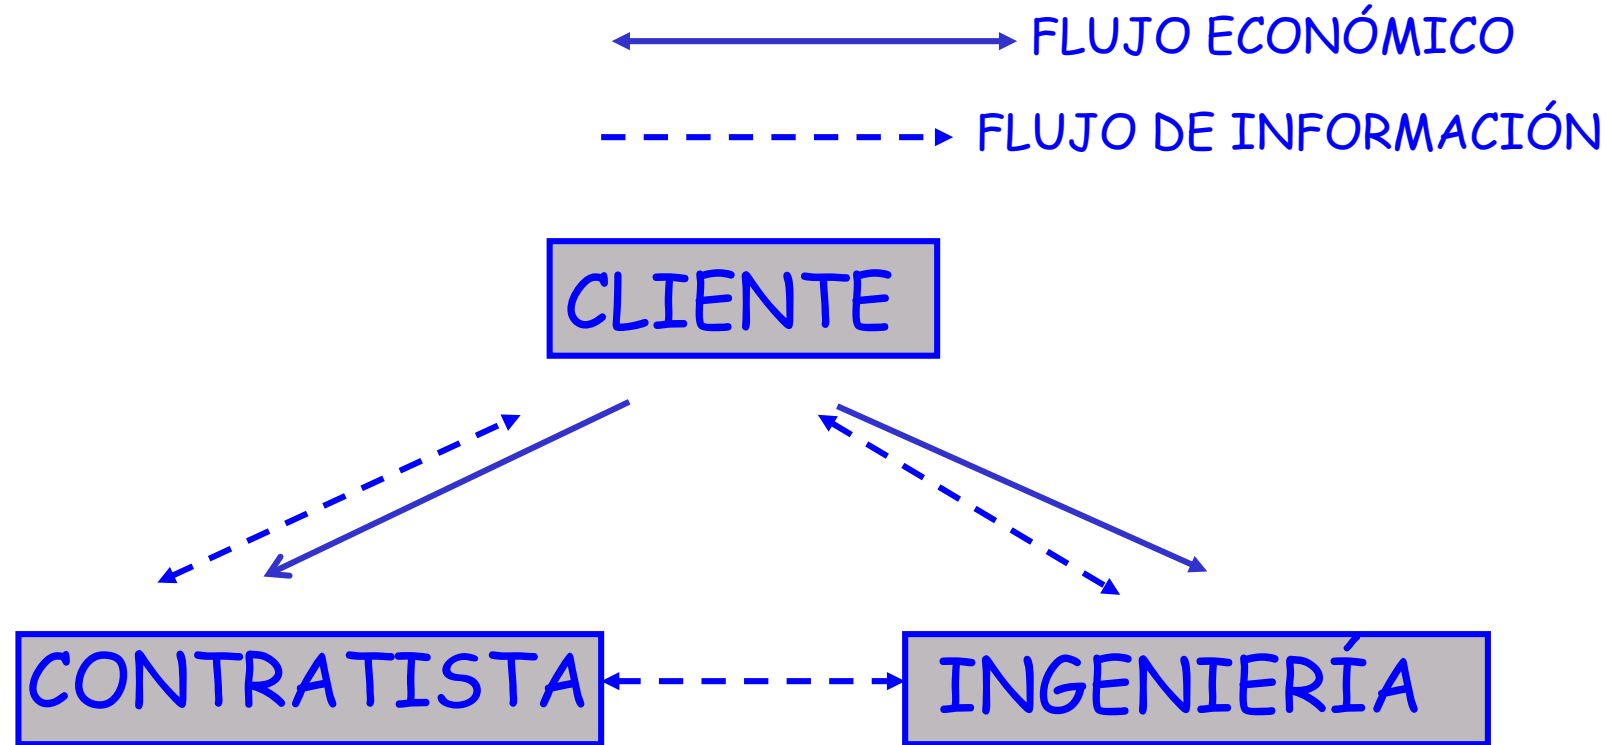 FLUJO ECONÓMICO
FLUJO DE INFORMACIÓN
CLIENTE
CONTRATISTA
INGENIERÍA